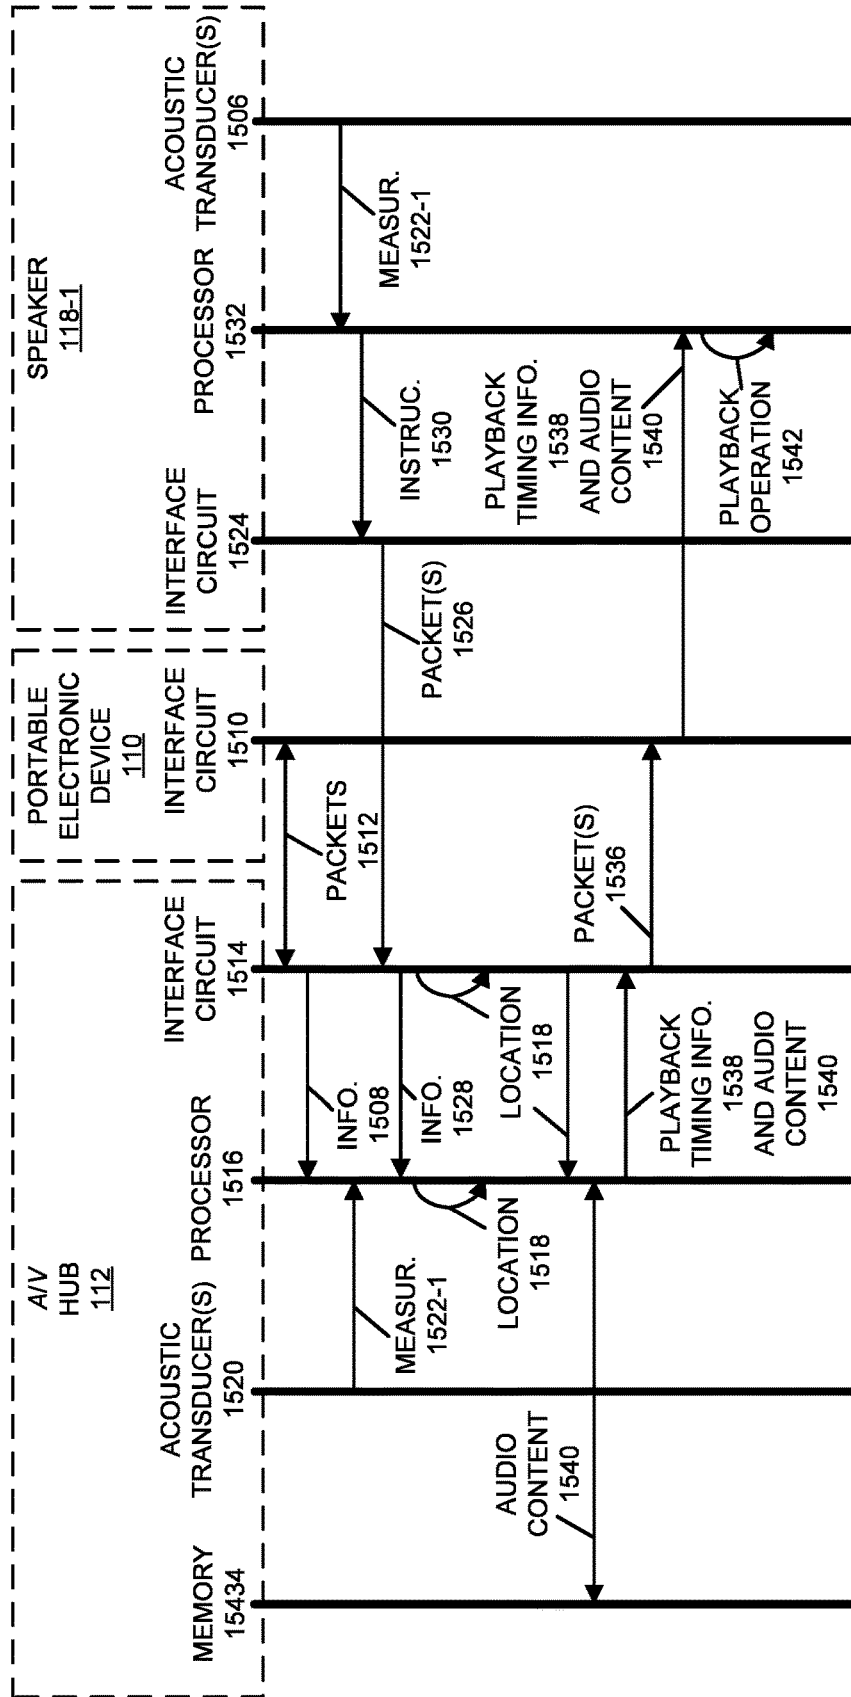 A/V
HUB
112
PORTABLE
ELECTRONIC
DEVICE
110
SPEAKER
118-1
MEMORY
15434
ACOUSTIC
TRANSDUCER(S)
1520
PROCESSOR
1516
INTERFACE
CIRCUIT
1514
INTERFACE
CIRCUIT
1510
INTERFACE
CIRCUIT
1524
PROCESSOR
1532
ACOUSTIC
TRANSDUCER(S)
1506
PACKETS
1512
INFO.
1508
MEASUR.
1522-1
MEASUR.
1522-1
INSTRUC.
1530
PACKET(S)
1526
INFO.
1528
LOCATION
1518
LOCATION
1518
AUDIO
CONTENT
1540
PLAYBACK
TIMING INFO.
1538
AND AUDIO
CONTENT
1540
PACKET(S)
1536
PLAYBACK
TIMING INFO.
1538
AND AUDIO
CONTENT
1540
PLAYBACK
OPERATION
1542